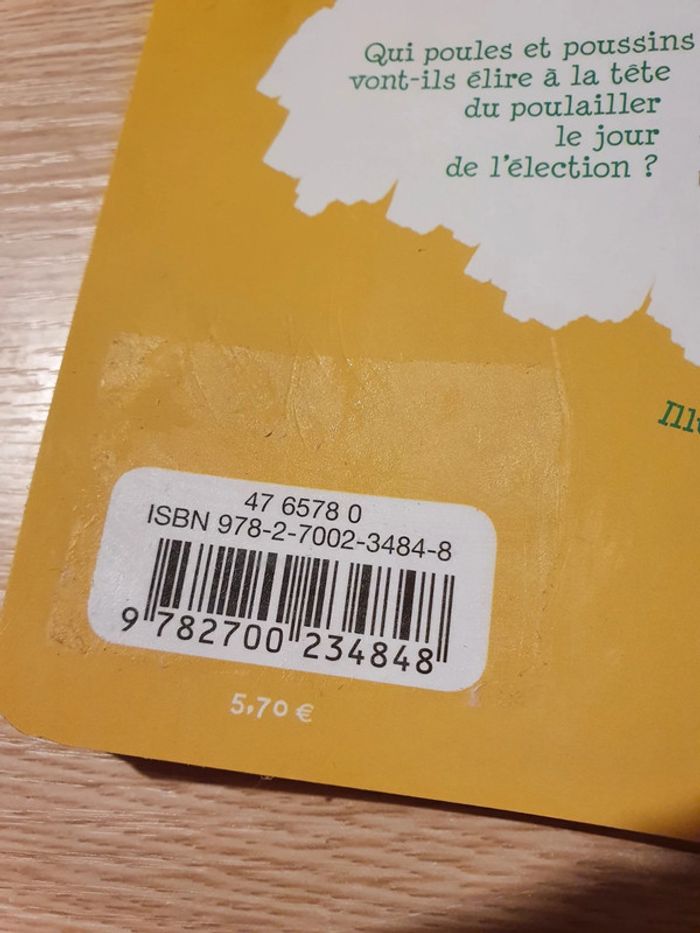 Qui poules et poussins
vont-ils élire à la tête
du poulailler
le jour
de l'élection ?
47 6578 0
ISBN 978-2-7002-3484-8
9 782700 234848
5,70 €